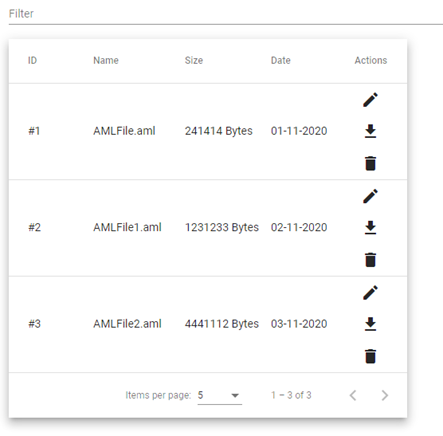 Filter
ID Name Size Date Actions
#1 AMLFile.aml 241414 Bytes 01-11-2020
#2 AMLFile1.aml 1231233 Bytes 02-11-2020
#3 AMLFile2.aml 4441112 Bytes 03-11-2020
Items per page: 5 1 – 3 of 3